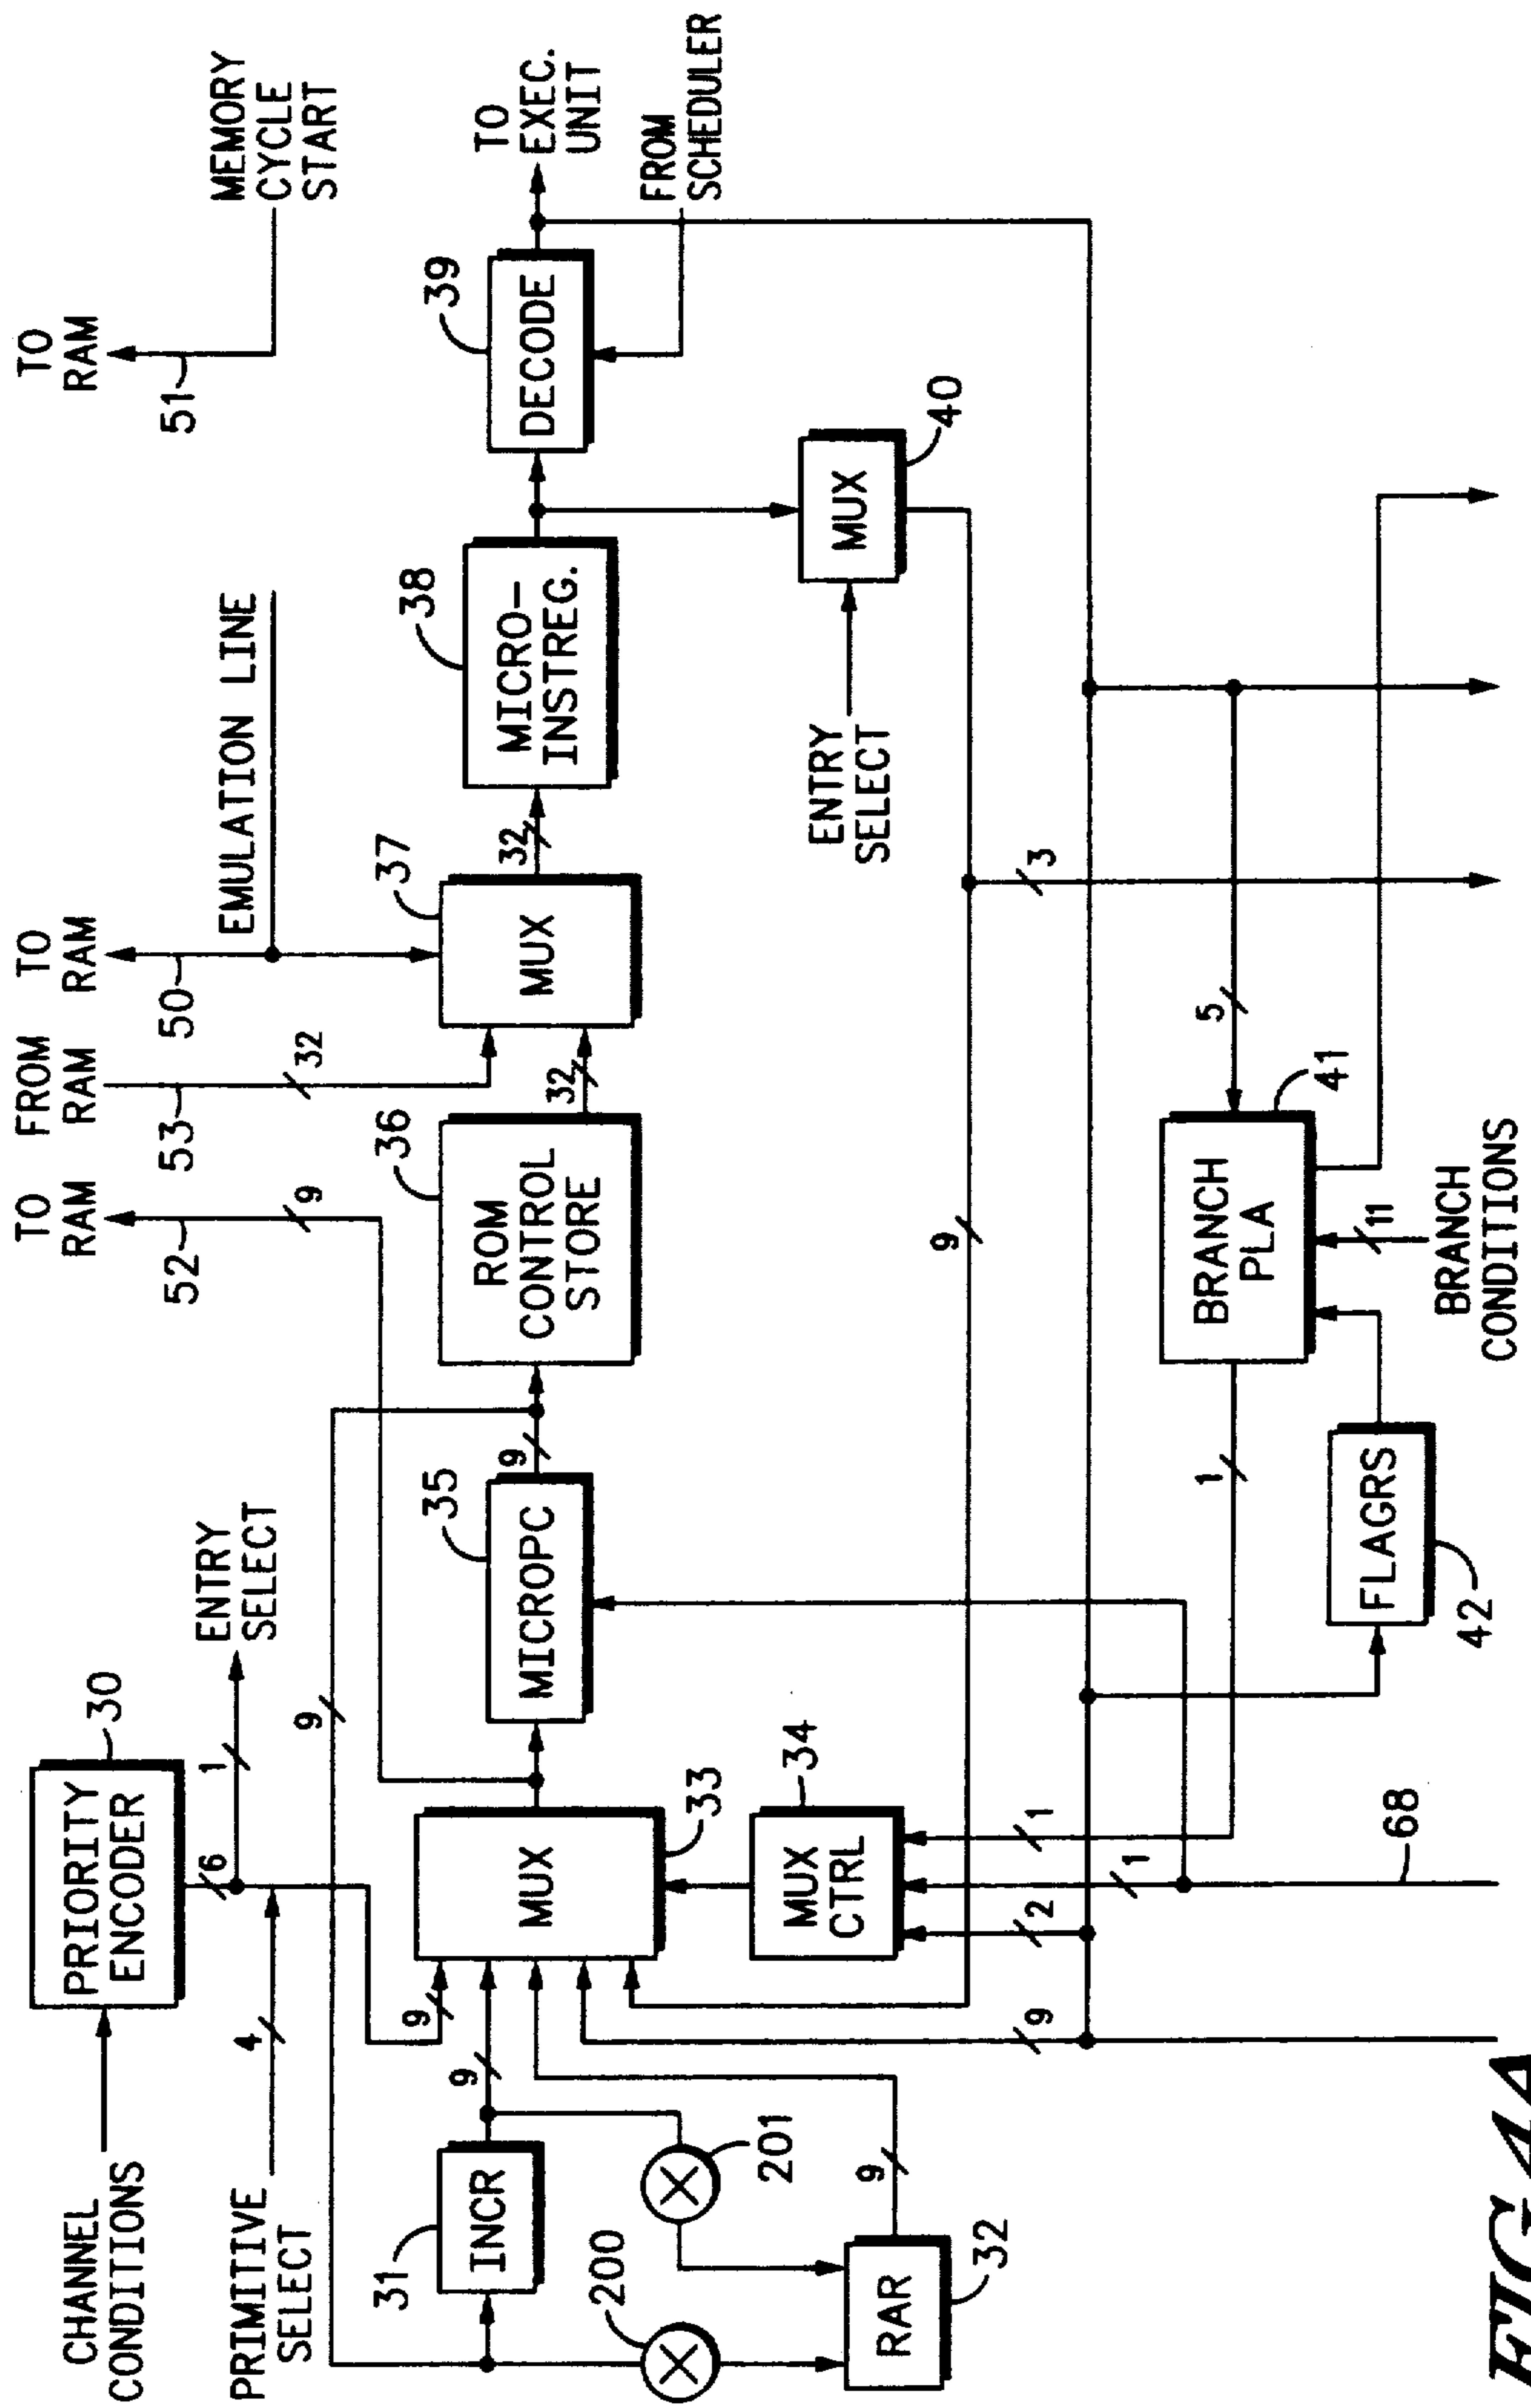 CHANNEL
CONDITIONS
PRIORITY
ENCODER
30
6
1
ENTRY
SELECT
PRIMITIVE
SELECT
4
9
9
TO
RAM
52
9
FROM
RAM
53
32
TO
RAM
50
EMULATION LINE
TO
RAM
51
MEMORY
CYCLE
START
31
INCR
9
200
201
RAR
32
9
MUX
33
MUX
CTRL
34
2
1
1
9
68
35
MICROPC
9
36
ROM
CONTROL
STORE
32
37
MUX
32
38
MICRO-
INSTREG.
39
DECODE
TO
EXEC.
UNIT
FROM
SCHEDULER
ENTRY
SELECT
MUX
40
9
3
5
BRANCH
PLA
41
1
11
BRANCH
CONDITIONS
FLAGRS
42
FIG. 4A